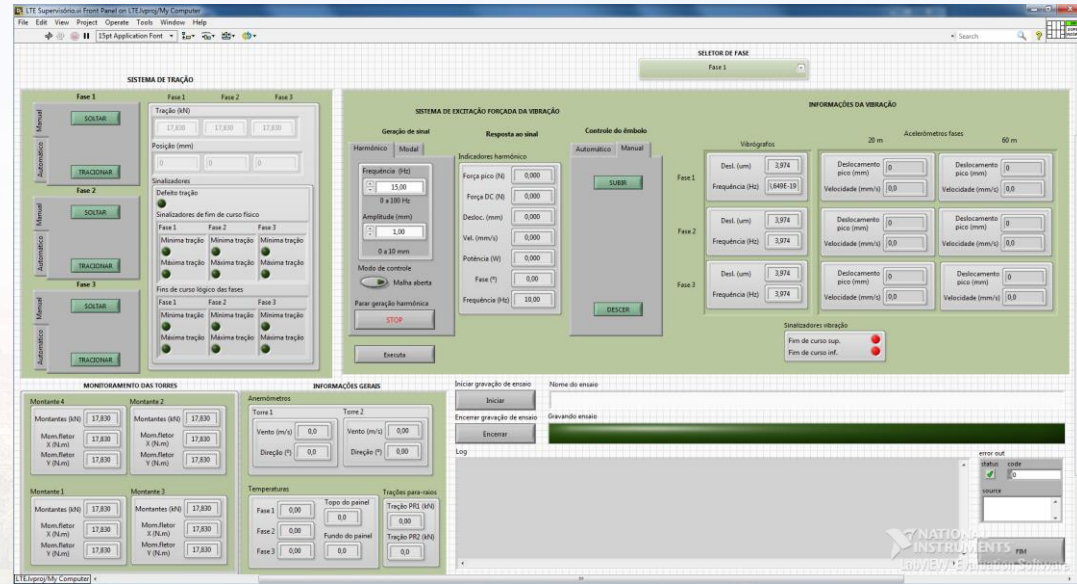 LTE Supervisório.vi Front Panel on LTE.lvproj/My Computer
File Edit View Project Operate Tools Window Help
15pt Application Font
Search
SELETOR DE FASE
Fase 1
SISTEMA DE TRAÇÃO
Fase 1
Manual
Automático
SOLTAR
TRACIONAR
Fase 2
Manual
Automático
SOLTAR
TRACIONAR
Fase 3
Manual
Automático
SOLTAR
TRACIONAR
Fase 1 Fase 2 Fase 3
Tração (kN)
17,830 17,830 17,830
Posição (mm)
0 0 0
Sinalizadores
Defeito tração
Sinalizadores de fim de curso físico
Fase 1 Fase 2 Fase 3
Mínima tração Mínima tração Mínima tração
Máxima tração Máxima tração Máxima tração
Fins de curso lógico das fases
Fase 1 Fase 2 Fase 3
Mínima tração Mínima tração Mínima tração
Máxima tração Máxima tração Máxima tração
SISTEMA DE EXCITAÇÃO FORÇADA DA VIBRAÇÃO
Geração de sinal
Harmônico Modal
Frequência (Hz)
15,00
0 a 100 Hz
Amplitude (mm)
1,00
0 a 10 mm
Modo de controle
Malha aberta
Parar geração harmônica
STOP
Executa
Resposta ao sinal
Indicadores harmônico
Força pico (N) 0,000
Força DC (N) 0,000
Desloc. (mm) 0,000
Vel. (mm/s) 0,000
Potência (W) 0,000
Fase (º) 0,00
Frequência (Hz) 10,00
Controle do êmbolo
Automático Manual
SUBIR
DESCER
INFORMAÇÕES DA VIBRAÇÃO
Acelerômetros fases
Vibrógrafos 20 m 60 m
Fase 1
Desl. (um) 3,974
Frequência (Hz) 1,649E-19
Deslocamento pico (mm) 0
Velocidade (mm/s) 0,0
Deslocamento pico (mm) 0
Velocidade (mm/s) 0,0
Fase 2
Desl. (um) 3,974
Frequência (Hz) 3,974
Deslocamento pico (mm) 0
Velocidade (mm/s) 0,0
Deslocamento pico (mm) 0
Velocidade (mm/s) 0,0
Fase 3
Desl. (um) 3,974
Frequência (Hz) 3,974
Deslocamento pico (mm) 0
Velocidade (mm/s) 0,0
Deslocamento pico (mm) 0
Velocidade (mm/s) 0,0
Sinalizadores vibração
Fim de curso sup.
Fim de curso inf.
MONITORAMENTO DAS TORRES
Montante 4
Montantes (kN) 17,830
Mom.fletor X (N.m) 17,830
Mom.fletor Y (N.m) 17,830
Montante 2
Montantes (kN) 17,830
Mom.fletor X (N.m) 17,830
Mom.fletor Y (N.m) 17,830
Montante 1
Montantes (kN) 17,830
Mom.fletor X (N.m) 17,830
Mom.fletor Y (N.m) 17,830
Montante 3
Montantes (kN) 17,830
Mom.fletor X (N.m) 17,830
Mom.fletor Y (N.m) 17,830
INFORMAÇÕES GERAIS
Anemômetros
Torre 1
Vento (m/s) 0,0
Direção (º) 0,0
Torre 2
Vento (m/s) 0,00
Direção (º) 0,00
Temperaturas
Fase 1 0,00
Fase 2 0,00
Fase 3 0,00
Topo do painel
0,0
Fundo do painel
0,0
Trações para-raios
Tração PR1 (kN)
0,00
Tração PR2 (kN)
0,0
Iniciar gravação de ensaio
Iniciar
Nome do ensaio
Encerrar gravação de ensaio
Encerrar
Gravando ensaio
Log
error out
status code
0
source
FIM
NATIONAL INSTRUMENTS
LabVIEW Evaluation Software
LTE.lvproj/My Computer